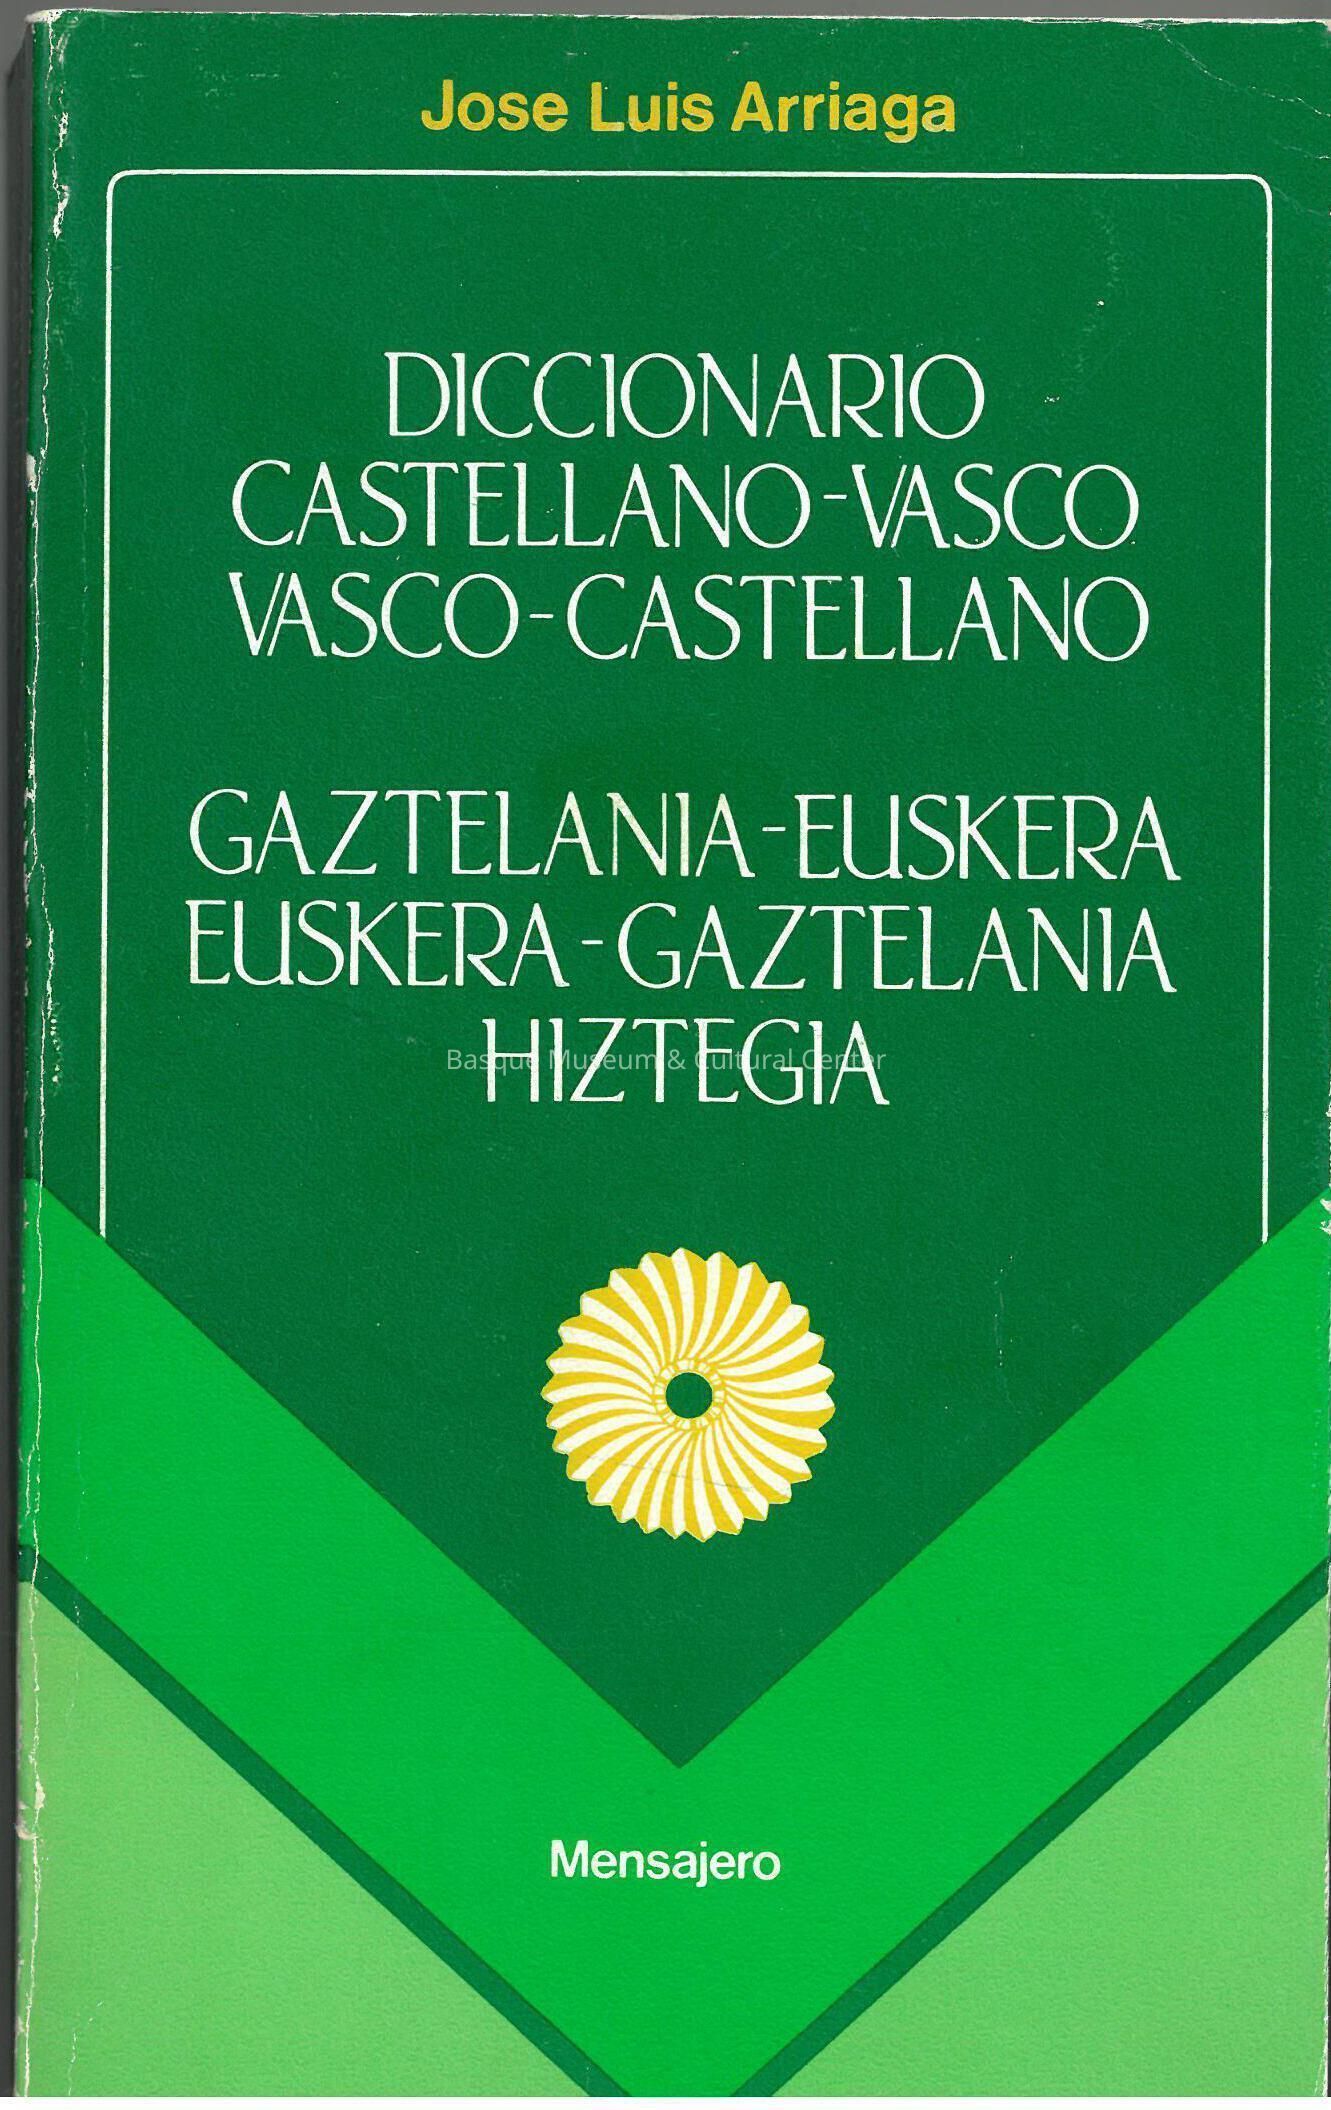 Jose Luis Arriaga
DICCIONARIO
CASTELLANO-VASCO
VASCO-CASTELLANO
GAZTELANIA-EUSKERA
EUSKERA-GAZTELANIA
HIZTEGIA
Basque Museum & Cultural Center
Mensajero